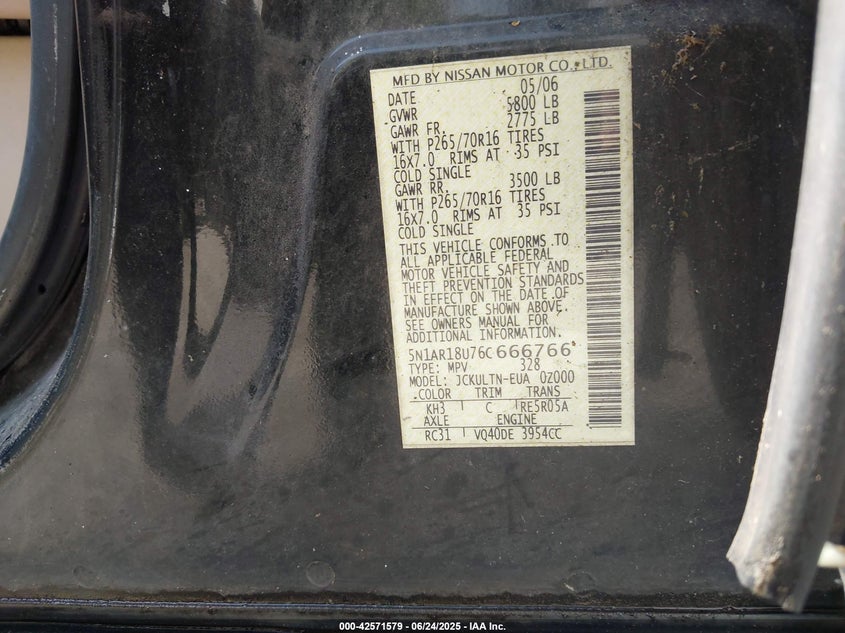 MFD BY NISSAN MOTOR CO., LTD.
DATE 05/06
GVWR 5800 LB
GAWR FR. 2775 LB
WITH P265/70R16 TIRES
16X7.0 RIMS AT 35 PSI
COLD SINGLE
GAWR RR. 3500 LB
WITH P265/70R16 TIRES
16X7.0 RIMS AT 35 PSI
COLD SINGLE
THIS VEHICLE CONFORMS TO
ALL APPLICABLE FEDERAL
MOTOR VEHICLE SAFETY AND
THEFT PREVENTION STANDARDS
IN EFFECT ON THE DATE OF
MANUFACTURE SHOWN ABOVE.
SEE OWNERS MANUAL FOR
ADDITIONAL INFORMATION.
5N1AR18U76C666766
TYPE: MPV 328
MODEL: JCKULTN-EUA 0Z000
COLOR TRIM TRANS
KH3 C RE5R05A
AXLE ENGINE
RC31 VQ40DE 3954CC
000-42571579 - 06/24/2025 - IAA Inc.